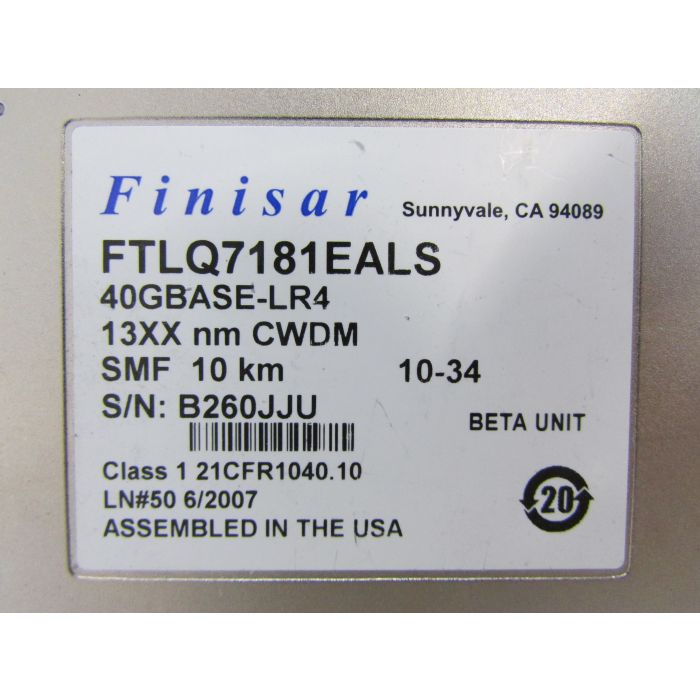 Finisar Sunnyvale, CA 94089
FTLQ7181EALS
40GBASE-LR4
13XX nm CWDM
SMF 10 km 10-34
S/N: B260JJU
BETA UNIT
Class 1 21CFR1040.10
LN#50 6/2007
20
ASSEMBLED IN THE USA